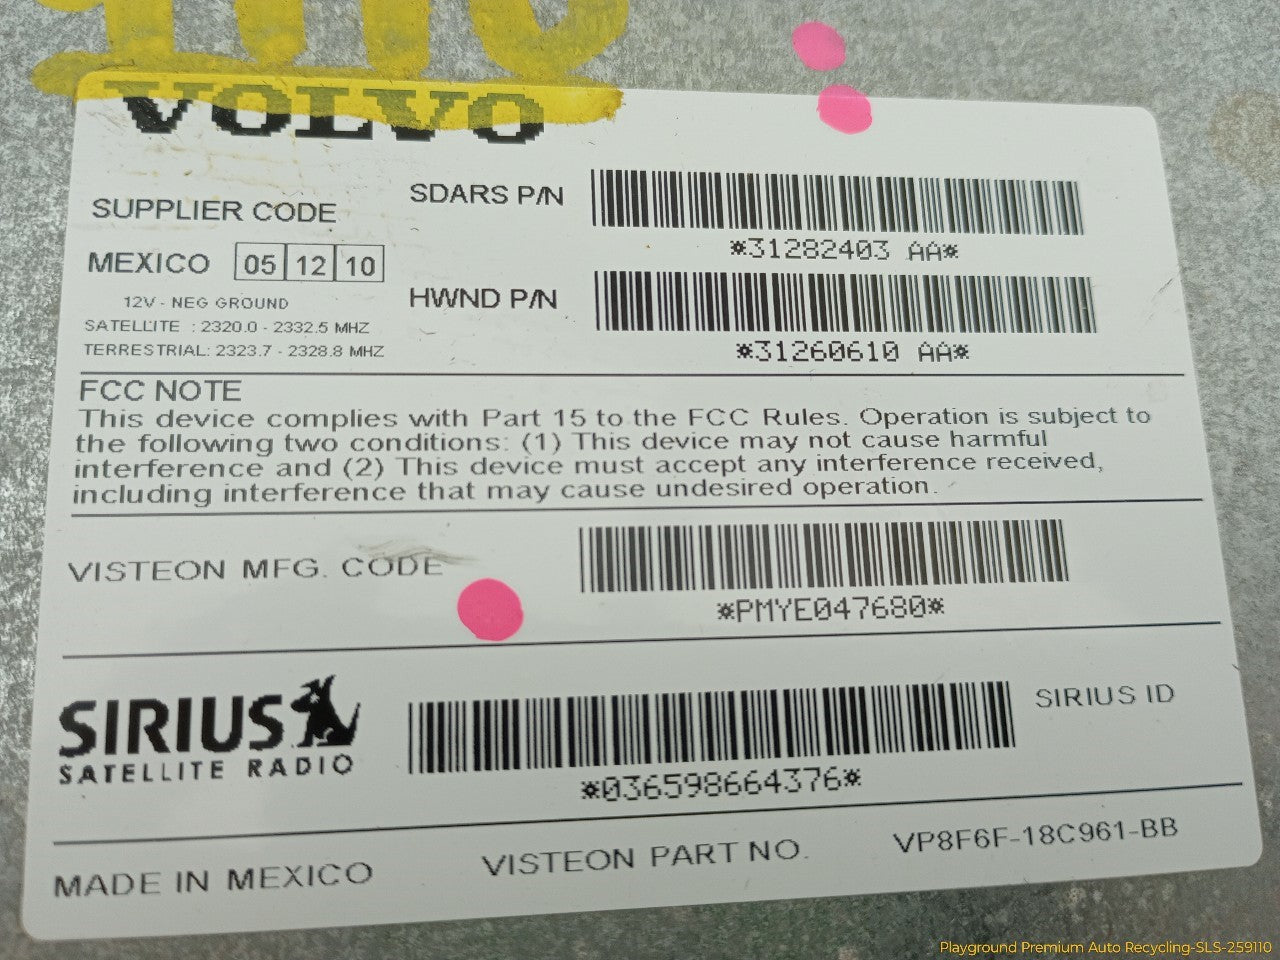 VOLVO
SUPPLIER CODE
MEXICO 05 12 10
12V - NEG GROUND
SATELLITE : 2320.0 - 2332.5 MHZ
TERRESTRIAL: 2323.7 - 2328.8 MHZ
SDARS P/N
*31282403 AA*
HWND P/N
*31260610 AA*
FCC NOTE
This device complies with Part 15 to the FCC Rules. Operation is subject to
the following two conditions: (1) This device may not cause harmful
interference and (2) This device must accept any interference received,
including interference that may cause undesired operation.
VISTEON MFG. CODE
*PMYE047680*
SIRIUS
SATELLITE RADIO
*036598664376*
SIRIUS ID
MADE IN MEXICO
VISTEON PART NO.
VP8F6F-18C961-BB
Playground Premium Auto Recycling-SLS-259110